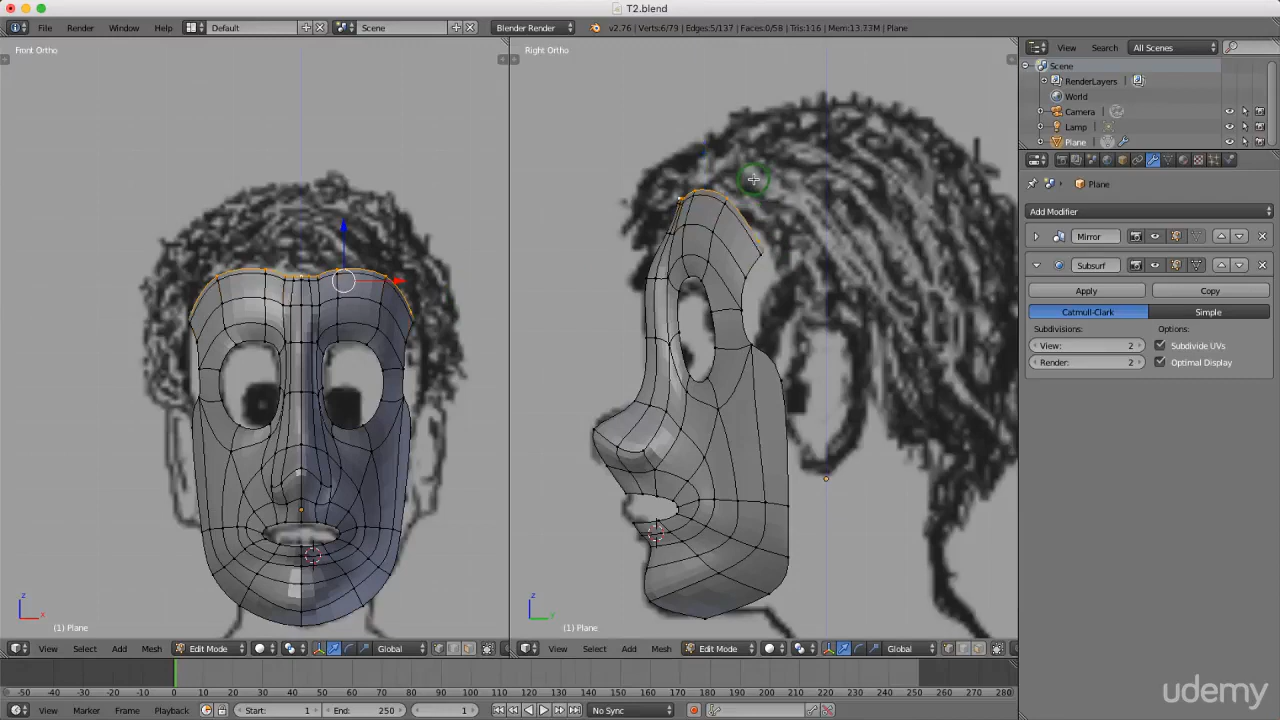 T2.blend
File Render Window Help Default Scene Blender Render v2.76 | Verts:6/79 | Edges:5/137 | Faces:0/58 | Tris:116 | Mem:13.73M | Plane
Front Ortho
Right Ortho
View Search All Scenes
Scene
RenderLayers
World
Camera
Lamp
Plane
Plane
Add Modifier
Mirror
Subsurf
Apply Copy
Catmull-Clark Simple
Subdivisions: Options:
View: 2 Subdivide UVs
Render: 2 Optimal Display
z x
z y
(1) Plane
(1) Plane
View Select Add Mesh Edit Mode Global
View Select Add Mesh Edit Mode Global
-50 -40 -30 -20 -10 0 10 20 30 40 50 60 70 80 90 100 110 120 130 140 150 160 170 180 190 200 210 220 230 240 250 260 270 280
View Marker Frame Playback Start: 1 End: 250 1 No Sync
udemy